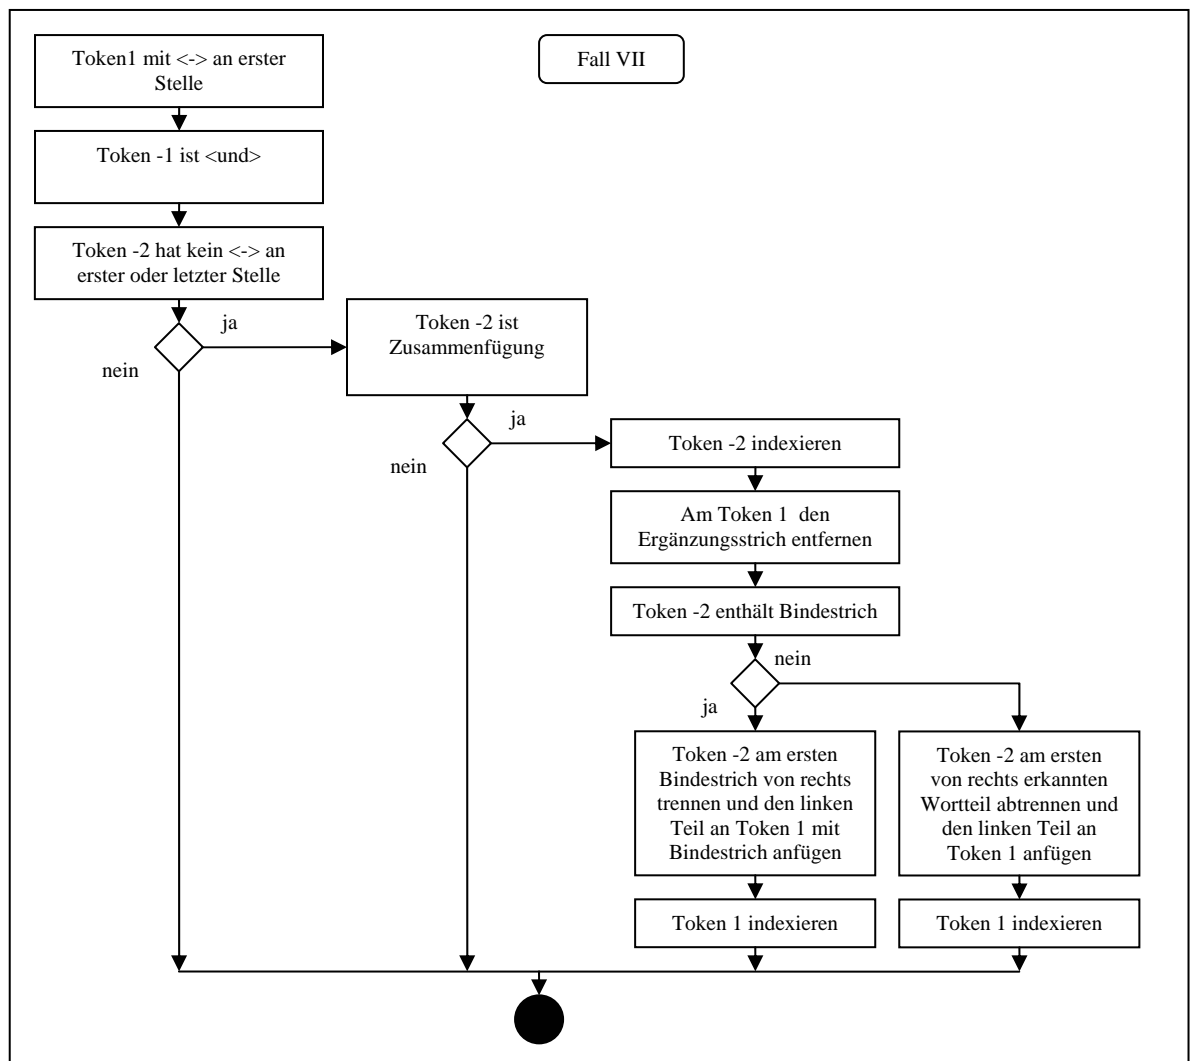 Token1 mit <-> an erster
Stelle
Fall VII
Token -1 ist <und>
Token -2 hat kein <-> an
erster oder letzter Stelle
ja
nein
Token -2 ist
Zusammenfügung
ja
nein
Token -2 indexieren
Am Token 1 den
Ergänzungsstrich entfernen
Token -2 enthält Bindestrich
nein
ja
Token -2 am ersten
Bindestrich von rechts
trennen und den linken
Teil an Token 1 mit
Bindestrich anfügen
Token -2 am ersten
von rechts erkannten
Wortteil abtrennen und
den linken Teil an
Token 1 anfügen
Token 1 indexieren
Token 1 indexieren